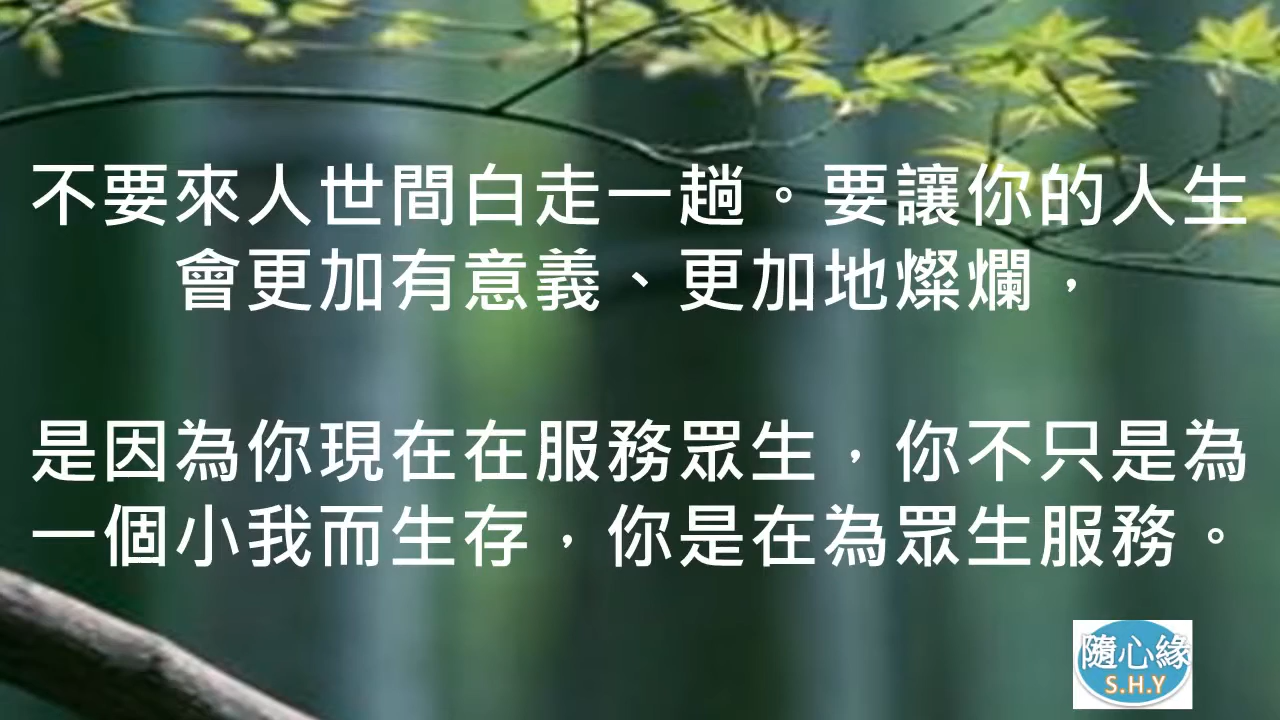 不要來人世間白走一趟。要讓你的人生
會更加有意義、更加地燦爛，
是因為你現在在服務眾生，你不只是為
一個小我而生存，你是在為眾生服務。
隨心緣
S.H.Y